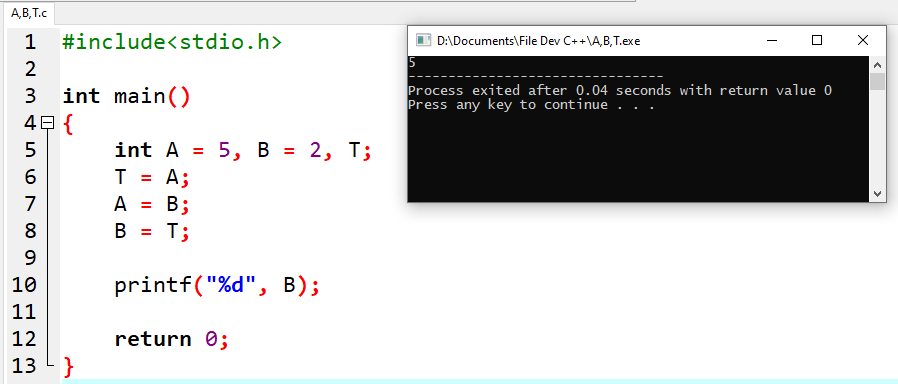 A,B,T.c
1 #include<stdio.h>
2
3 int main()
4 {
5 int A = 5, B = 2, T;
6 T = A;
7 A = B;
8 B = T;
9
10 printf("%d", B);
11
12 return 0;
13 }
D:\Documents\File Dev C++\A,B,T.exe
5
--------------------------------
Process exited after 0.04 seconds with return value 0
Press any key to continue . . .